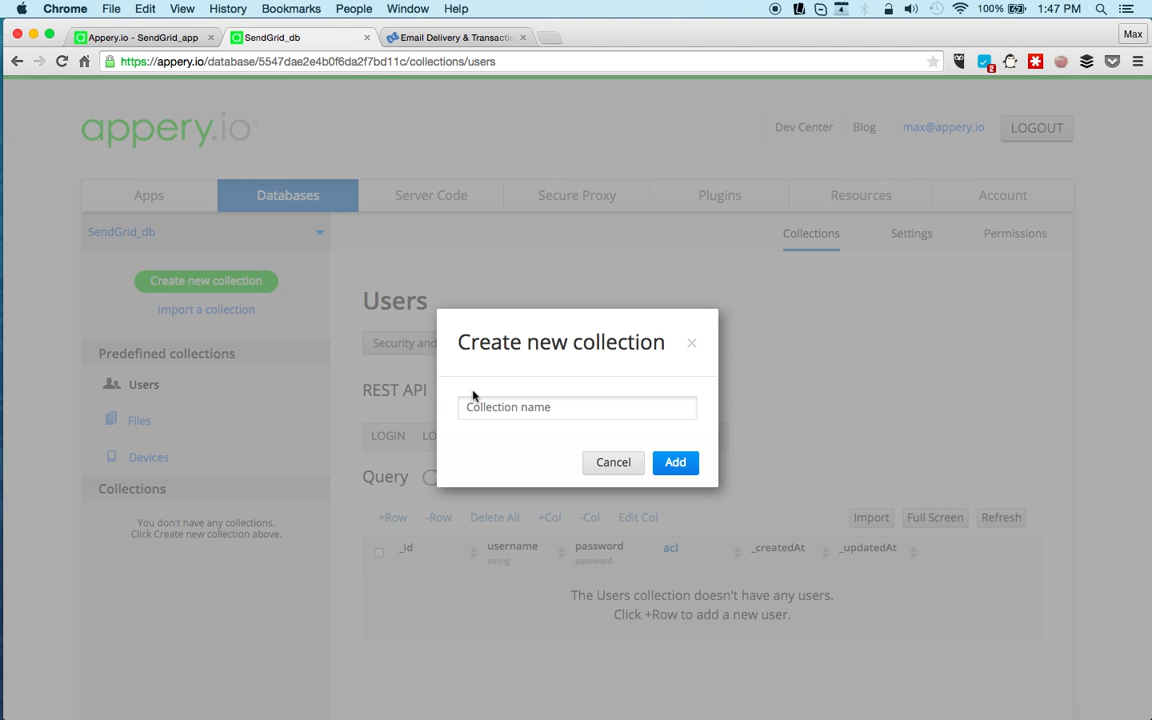 Chrome File Edit View History Bookmarks People Window Help 4 100% 1:47 PM
Appery.io - SendGrid_app × SendGrid_db × Email Delivery & Transactic × Max
https://appery.io/database/5547dae2e4b0f6da2f7bd11c/collections/users 2
appery.io
Dev Center Blog max@appery.io LOGOUT
Apps Databases Server Code Secure Proxy Plugins Resources Account
SendGrid_db Collections Settings Permissions
Create new collection
Import a collection
Users
Security and
Create new collection ×
Predefined collections
Users
Files
Devices
Collections
You don't have any collections.
Click Create new collection above.
REST API
Collection name
LOGIN LO
Cancel Add
Query
+Row -Row Delete All +Col -Col Edit Col Import Full Screen Refresh
_id username password acl _createdAt _updatedAt
string password
The Users collection doesn't have any users.
Click +Row to add a new user.